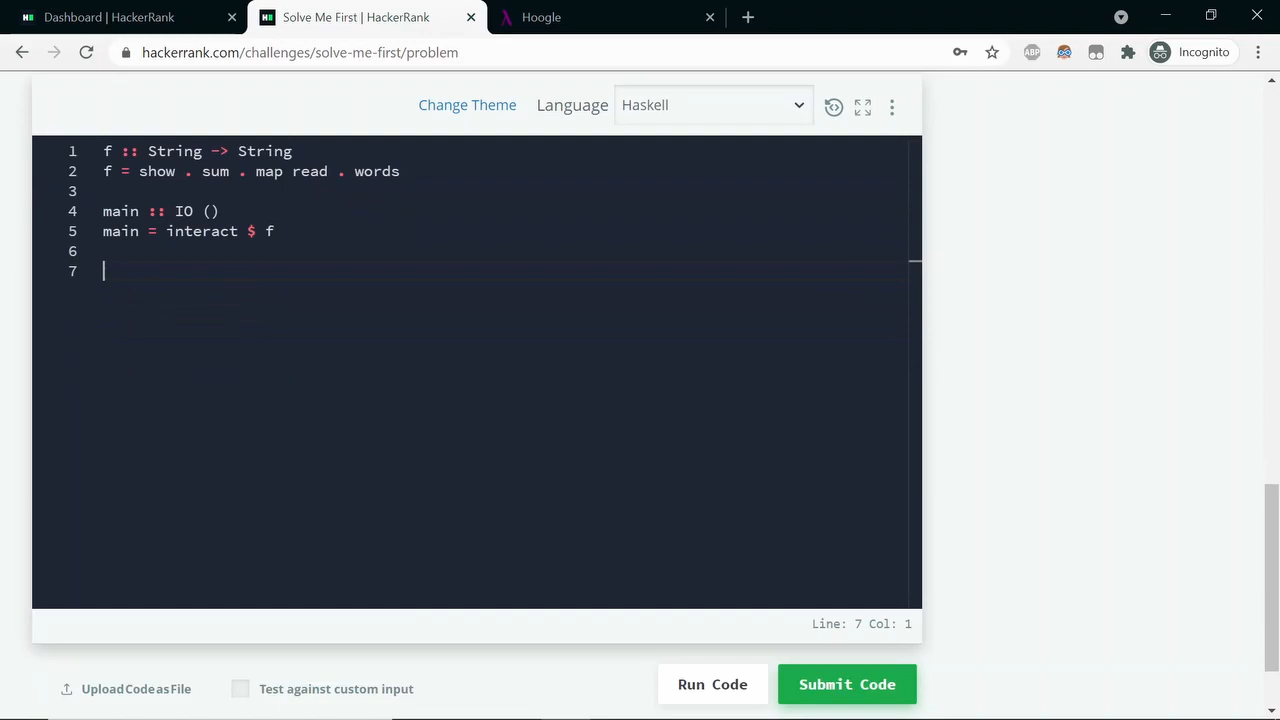 Dashboard | HackerRank
Solve Me First | HackerRank
Hoogle
hackerrank.com/challenges/solve-me-first/problem
ABP
Incognito
Change Theme
Language
Haskell
1 f :: String -> String
2 f = show . sum . map read . words
3
4 main :: IO ()
5 main = interact $ f
6
7
Line: 7 Col: 1
Upload Code as File
Test against custom input
Run Code
Submit Code